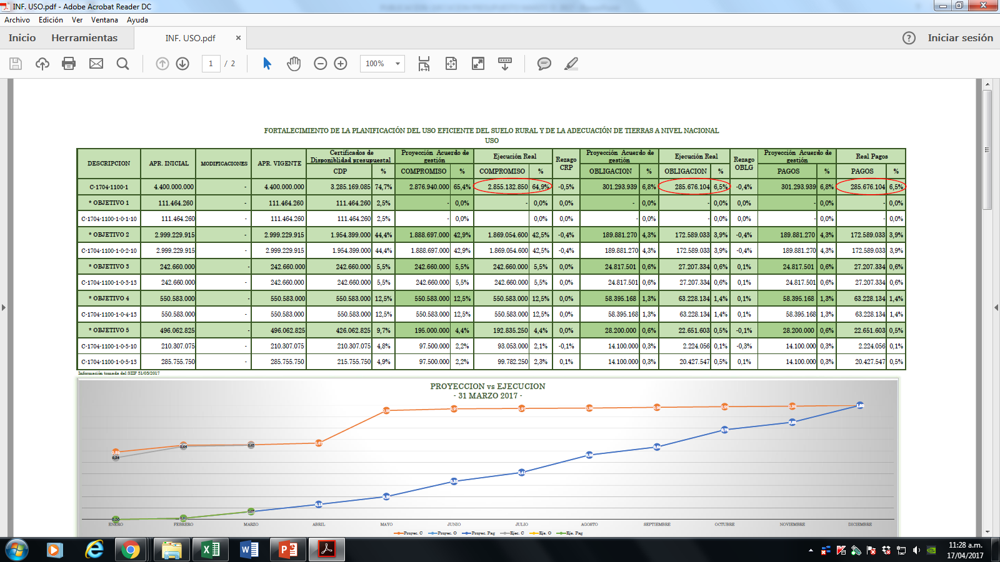 INF. USO.pdf - Adobe Acrobat Reader DC
Archivo Edición Ver Ventana Ayuda
Inicio Herramientas INF. USO.pdf × ? Iniciar sesión
1 / 2 100%
FORTALECIMIENTO DE LA PLANIFICACIÓN DEL USO EFICIENTE DEL SUELO RURAL Y DE LA ADECUACIÓN DE TIERRAS A NIVEL NACIONAL
USO
DESCRIPCION APR. INICIAL MODIFICACIONES APR. VIGENTE Certificados de Disponiblidad presupuestal Proyección Acuerdo de gestión Ejecución Real Rezago CRP Proyección Acuerdo de gestión Ejecución Real Rezago OBLG Proyección Acuerdo de gestión Real Pagos
CDP % COMPROMISO % COMPROMISO % OBLIGACION % OBLIGACION % PAGOS % PAGOS %
C-1704-1100-1 4.400.000.000 - 4.400.000.000 3.285.169.085 74,7% 2.876.940.000 65,4% 2.855.132.850 64,9% -0,5% 301.293.939 6,8% 285.676.104 6,5% -0,4% 301.293.939 6,8% 285.676.104 6,5%
* OBJETIVO 1 111.464.260 - 111.464.260 111.464.260 2,5% - 0,0% - 0,0% 0,0% - 0,0% - 0,0% 0,0% - 0,0% - 0,0%
C-1704-1100-1-0-1-10 111.464.260 - 111.464.260 111.464.260 2,5% - 0,0% 0,0% 0,0% - 0,0% - 0,0% 0,0% - 0,0% - 0,0%
* OBJETIVO 2 2.999.229.915 - 2.999.229.915 1.954.399.000 44,4% 1.888.697.000 42,9% 1.869.054.600 42,5% -0,4% 189.881.270 4,3% 172.589.033 3,9% -0,4% 189.881.270 4,3% 172.589.033 3,9%
C-1704-1100-1-0-2-10 2.999.229.915 - 2.999.229.915 1.954.399.000 44,4% 1.888.697.000 42,9% 1.869.054.600 42,5% -0,4% 189.881.270 4,3% 172.589.033 3,9% -0,4% 189.881.270 4,3% 172.589.033 3,9%
* OBJETIVO 3 242.660.000 - 242.660.000 242.660.000 5,5% 242.660.000 5,5% 242.660.000 5,5% 0,0% 24.817.501 0,6% 27.207.334 0,6% 0,1% 24.817.501 0,6% 27.207.334 0,6%
C-1704-1100-1-0-3-13 242.660.000 - 242.660.000 242.660.000 5,5% 242.660.000 5,5% 242.660.000 5,5% 0,0% 24.817.501 0,6% 27.207.334 0,6% 0,1% 24.817.501 0,6% 27.207.334 0,6%
* OBJETIVO 4 550.583.000 - 550.583.000 550.583.000 12,5% 550.583.000 12,5% 550.583.000 12,5% 0,0% 58.395.168 1,3% 63.228.134 1,4% 0,1% 58.395.168 1,3% 63.228.134 1,4%
C-1704-1100-1-0-4-13 550.583.000 - 550.583.000 550.583.000 12,5% 550.583.000 12,5% 550.583.000 12,5% 0,0% 58.395.168 1,3% 63.228.134 1,4% 0,1% 58.395.168 1,3% 63.228.134 1,4%
* OBJETIVO 5 496.062.825 - 496.062.825 426.062.825 9,7% 195.000.000 4,4% 192.835.250 4,4% 0,0% 28.200.000 0,6% 22.651.603 0,5% -0,1% 28.200.000 0,6% 22.651.603 0,5%
C-1704-1100-1-0-5-10 210.307.075 - 210.307.075 210.307.075 4,8% 97.500.000 2,2% 93.053.000 2,1% -0,1% 14.100.000 0,3% 2.224.056 0,1% -0,3% 14.100.000 0,3% 2.224.056 0,1%
C-1704-1100-1-0-5-13 285.755.750 - 285.755.750 215.755.750 4,9% 97.500.000 2,2% 99.782.250 2,3% 0,1% 14.100.000 0,3% 20.427.547 0,5% 0,1% 14.100.000 0,3% 20.427.547 0,5%
Información tomada del SIIF 31/03/2017
PROYECCION vs EJECUCION
- 31 MARZO 2017 -
0,64 0,65 0,67
0,54
ENERO FEBRERO MARZO ABRIL MAYO JUNIO JULIO AGOSTO SEPTIEMBRE OCTUBRE NOVIEMBRE DICIEMBRE
Proyec. C Proyec. O Proyec. Pag Ejec. C Eje. O Eje. Pag
11:28 a.m.
17/04/2017